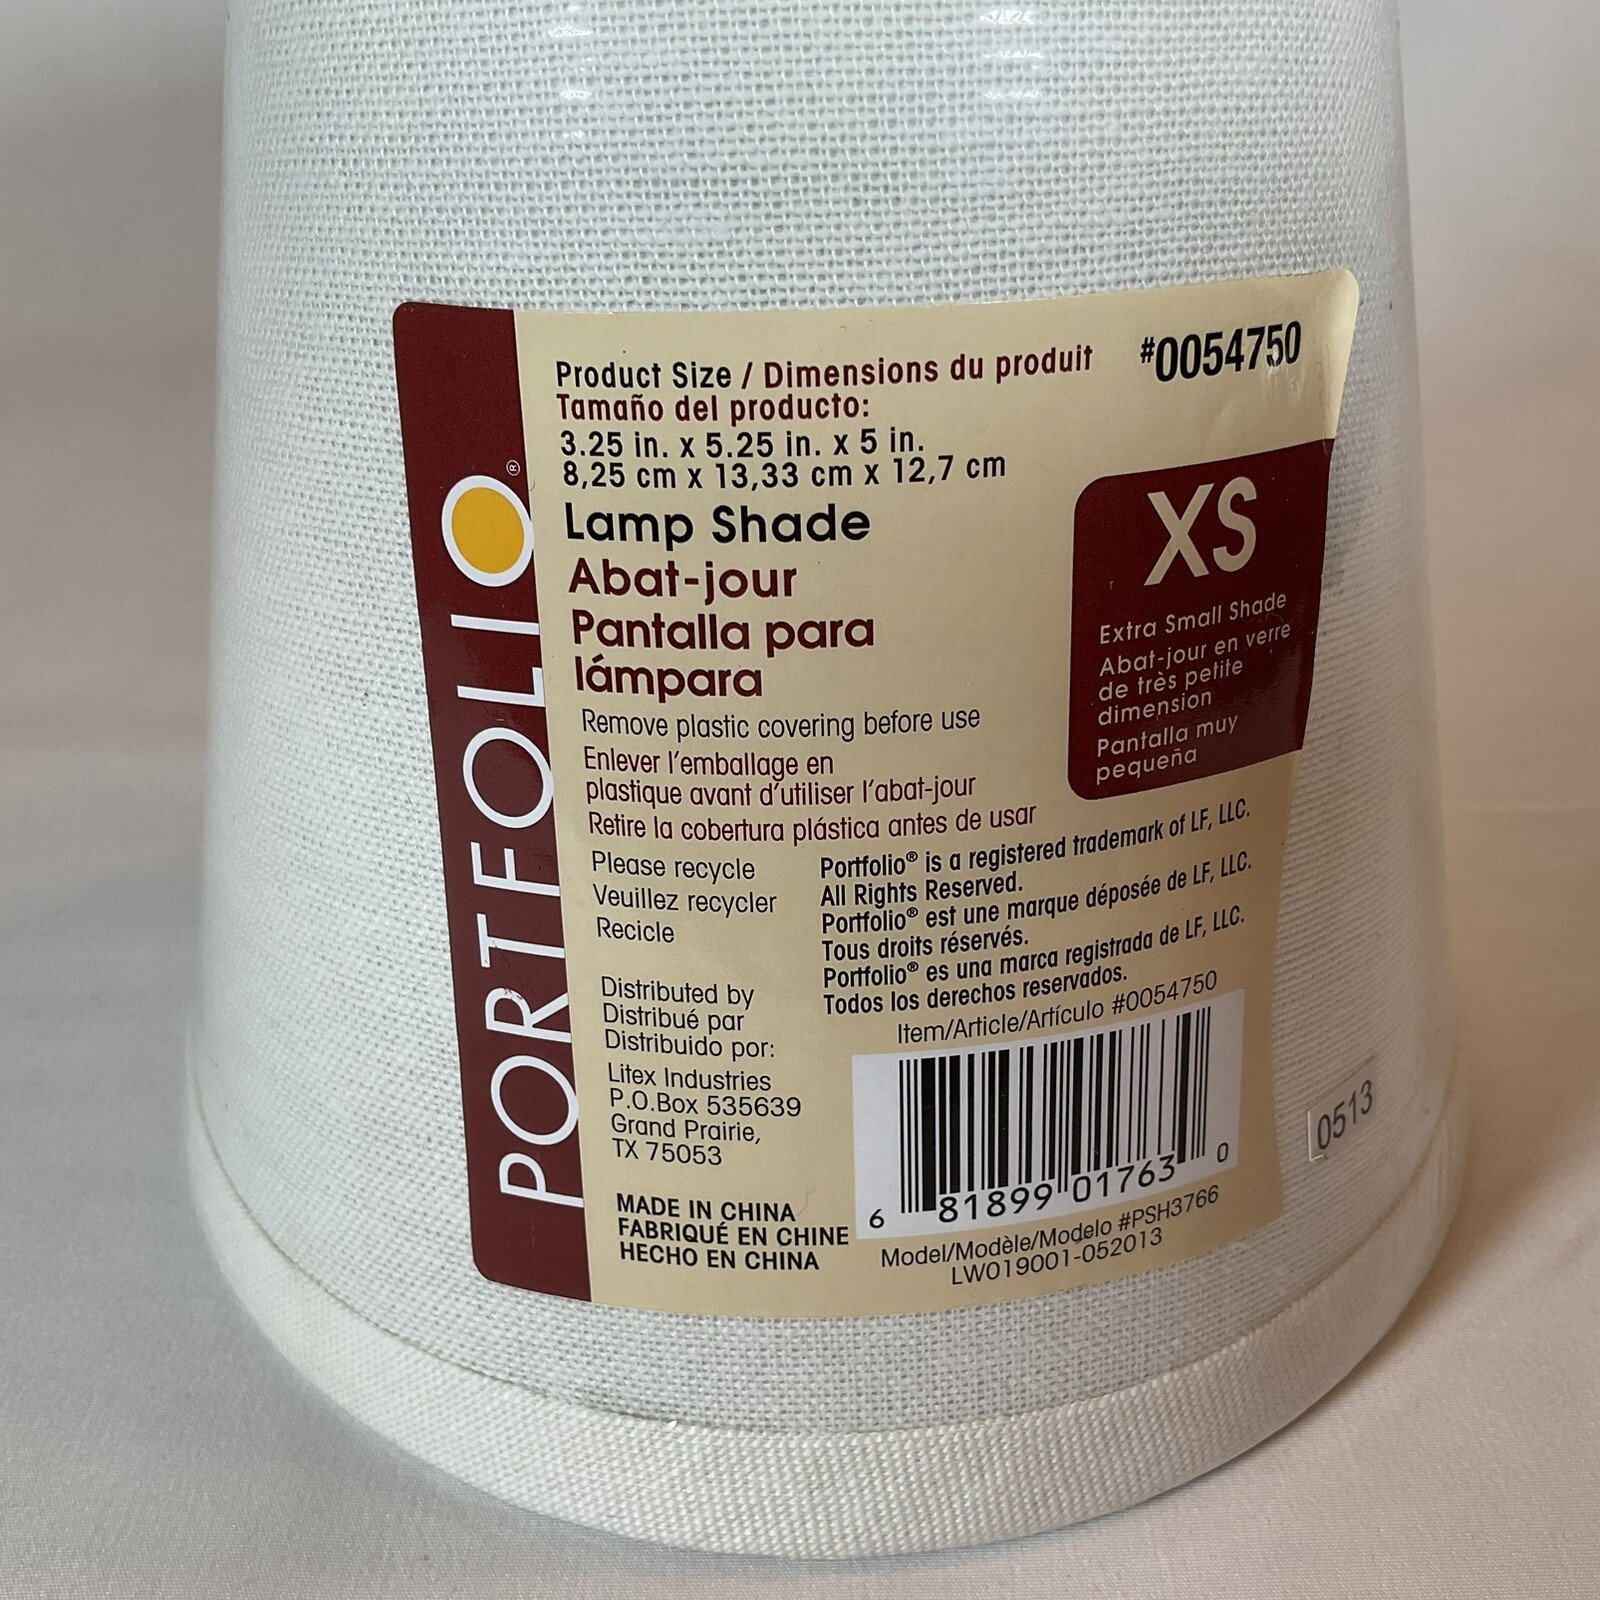 PORTFOLIO®
Product Size / Dimensions du produit
Tamaño del producto:
3.25 in. x 5.25 in. x 5 in.
8,25 cm x 13,33 cm x 12,7 cm
#0054750
Lamp Shade
Abat-jour
Pantalla para
lámpara
XS
Extra Small Shade
Abat-jour en verre
de très petite
dimension
Pantalla muy
pequeña
Remove plastic covering before use
Enlever l'emballage en
plastique avant d'utiliser l'abat-jour
Retire la cobertura plástica antes de usar
Please recycle
Veuillez recycler
Recicle
Portfolio® is a registered trademark of LF, LLC.
All Rights Reserved.
Portfolio® est une marque déposée de LF, LLC.
Tous droits réservés.
Portfolio® es una marca registrada de LF, LLC.
Todos los derechos reservados.
Distributed by
Distribué par
Distribuido por:
Litex Industries
P.O.Box 535639
Grand Prairie,
TX 75053
MADE IN CHINA
FABRIQUÉ EN CHINE
HECHO EN CHINA
Item/Article/Artículo #0054750
6 81899 01763 0
Model/Modèle/Modelo #PSH3766
LW019001-052013
0513